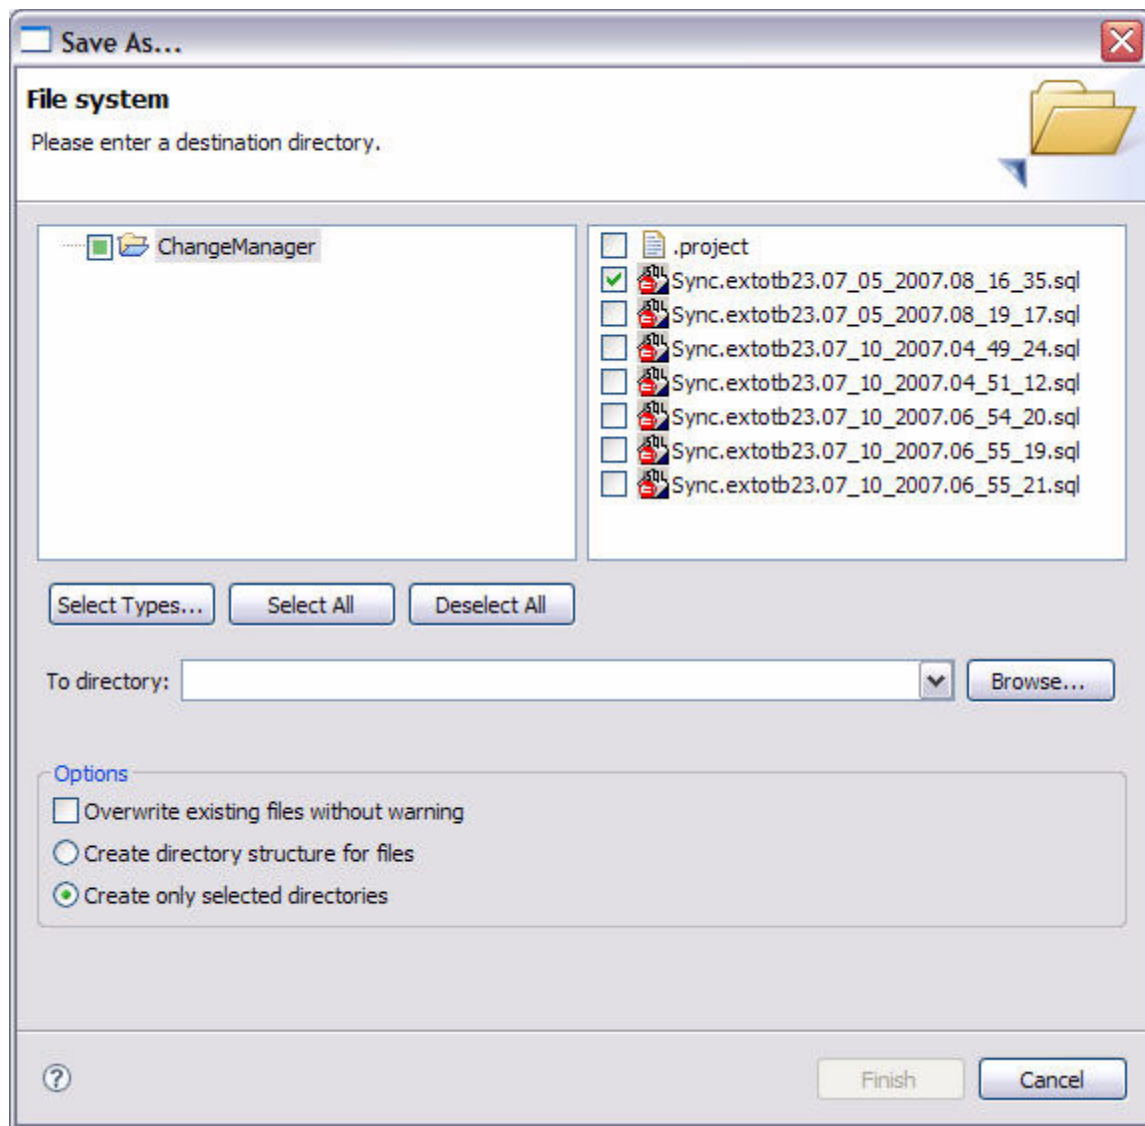 Save As...
File system
Please enter a destination directory.
ChangeManager
.project
Sync.extotb23.07_05_2007.08_16_35.sql
Sync.extotb23.07_05_2007.08_19_17.sql
Sync.extotb23.07_10_2007.04_49_24.sql
Sync.extotb23.07_10_2007.04_51_12.sql
Sync.extotb23.07_10_2007.06_54_20.sql
Sync.extotb23.07_10_2007.06_55_19.sql
Sync.extotb23.07_10_2007.06_55_21.sql
Select Types... Select All Deselect All
To directory: Browse...
Options
Overwrite existing files without warning
Create directory structure for files
Create only selected directories
? Finish Cancel